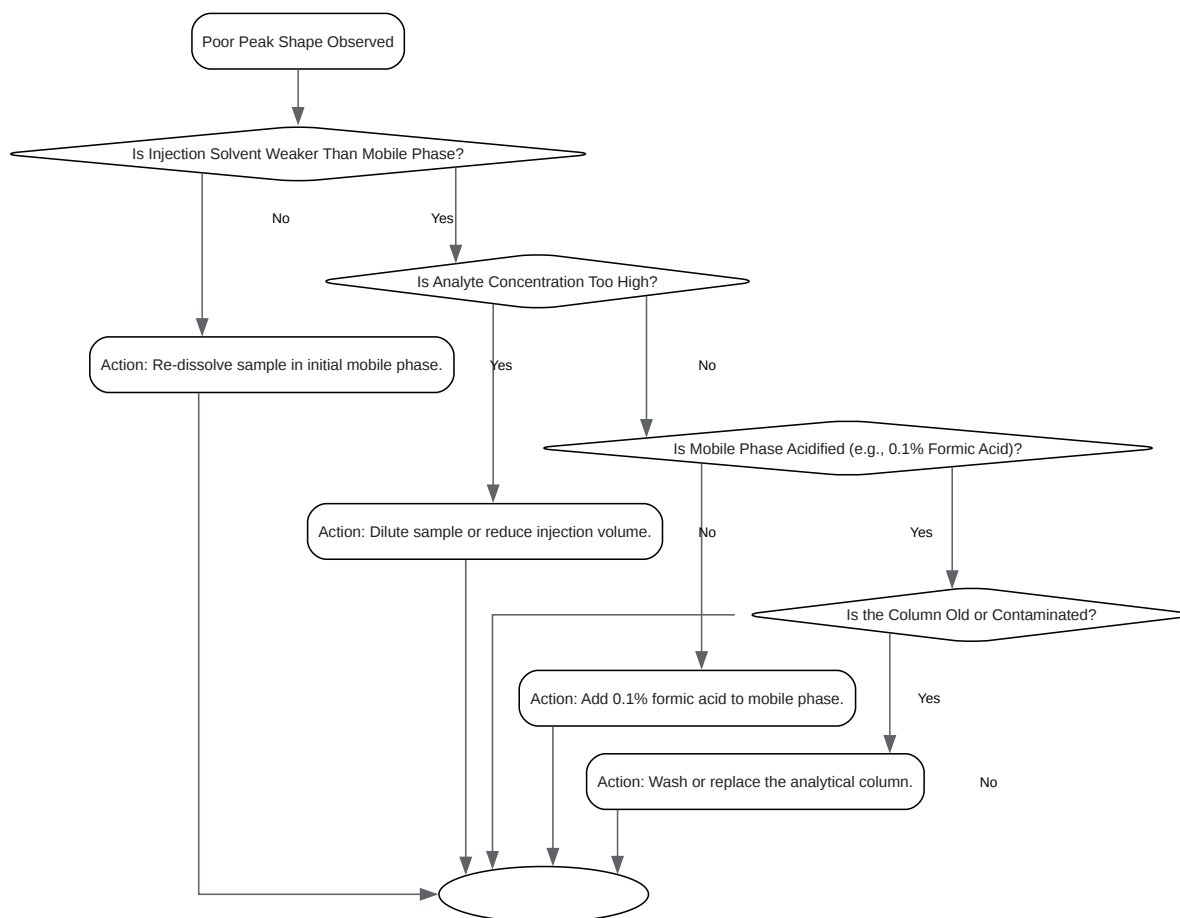 Poor Peak Shape Observed
Is Injection Solvent Weaker Than Mobile Phase?
No
Yes
Is Analyte Concentration Too High?
Action: Re-dissolve sample in initial mobile phase.
Yes
No
Is Mobile Phase Acidified (e.g., 0.1% Formic Acid)?
Action: Dilute sample or reduce injection volume.
No
Yes
Is the Column Old or Contaminated?
Action: Add 0.1% formic acid to mobile phase.
Yes
Action: Wash or replace the analytical column.
No